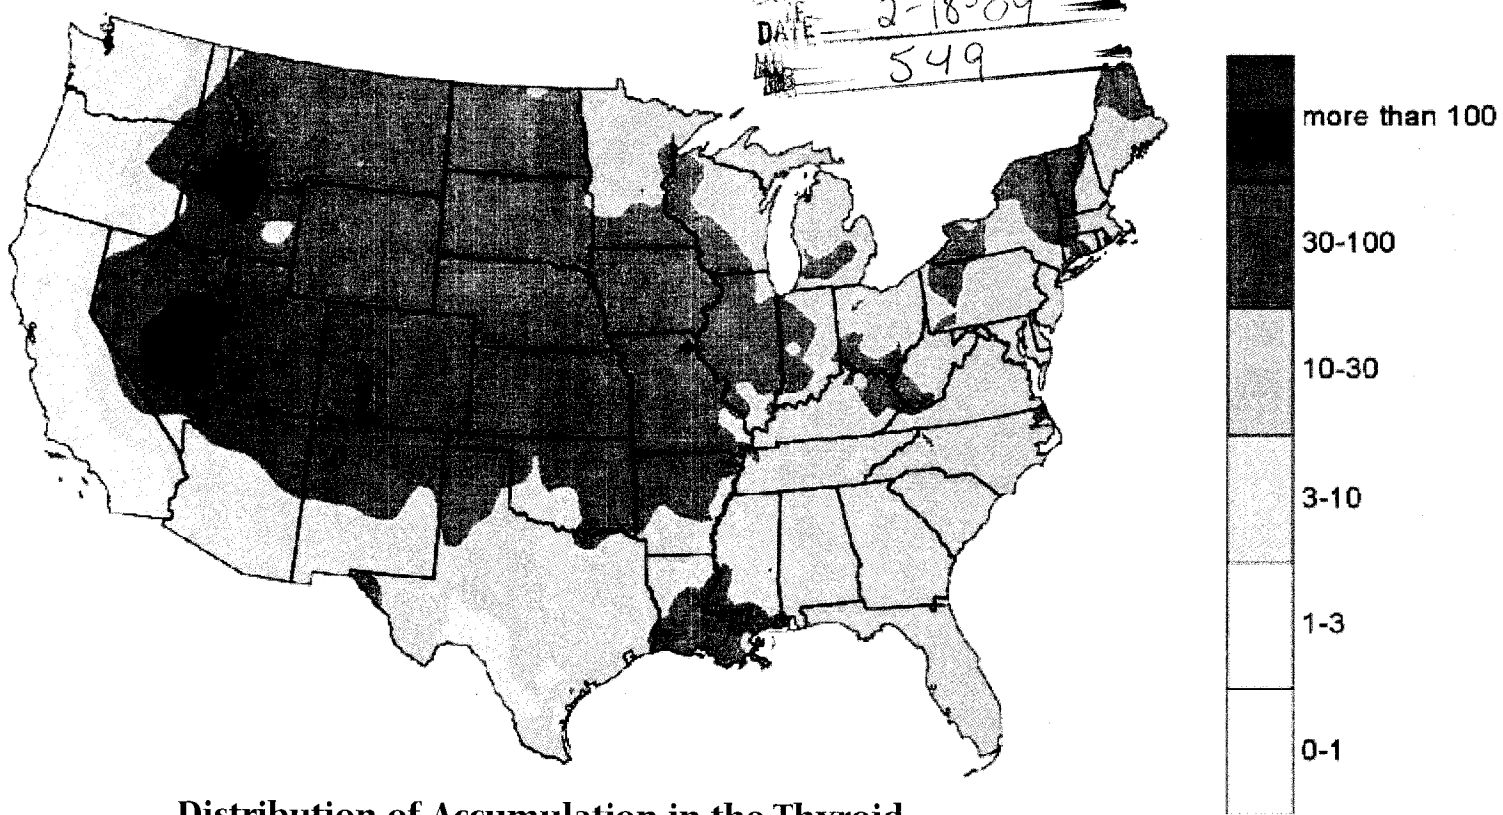 DATE 2-18-09
549
more than 100
30-100
10-30
3-10
1-3
0-1
Distribution of Accumulation in the Thyroid